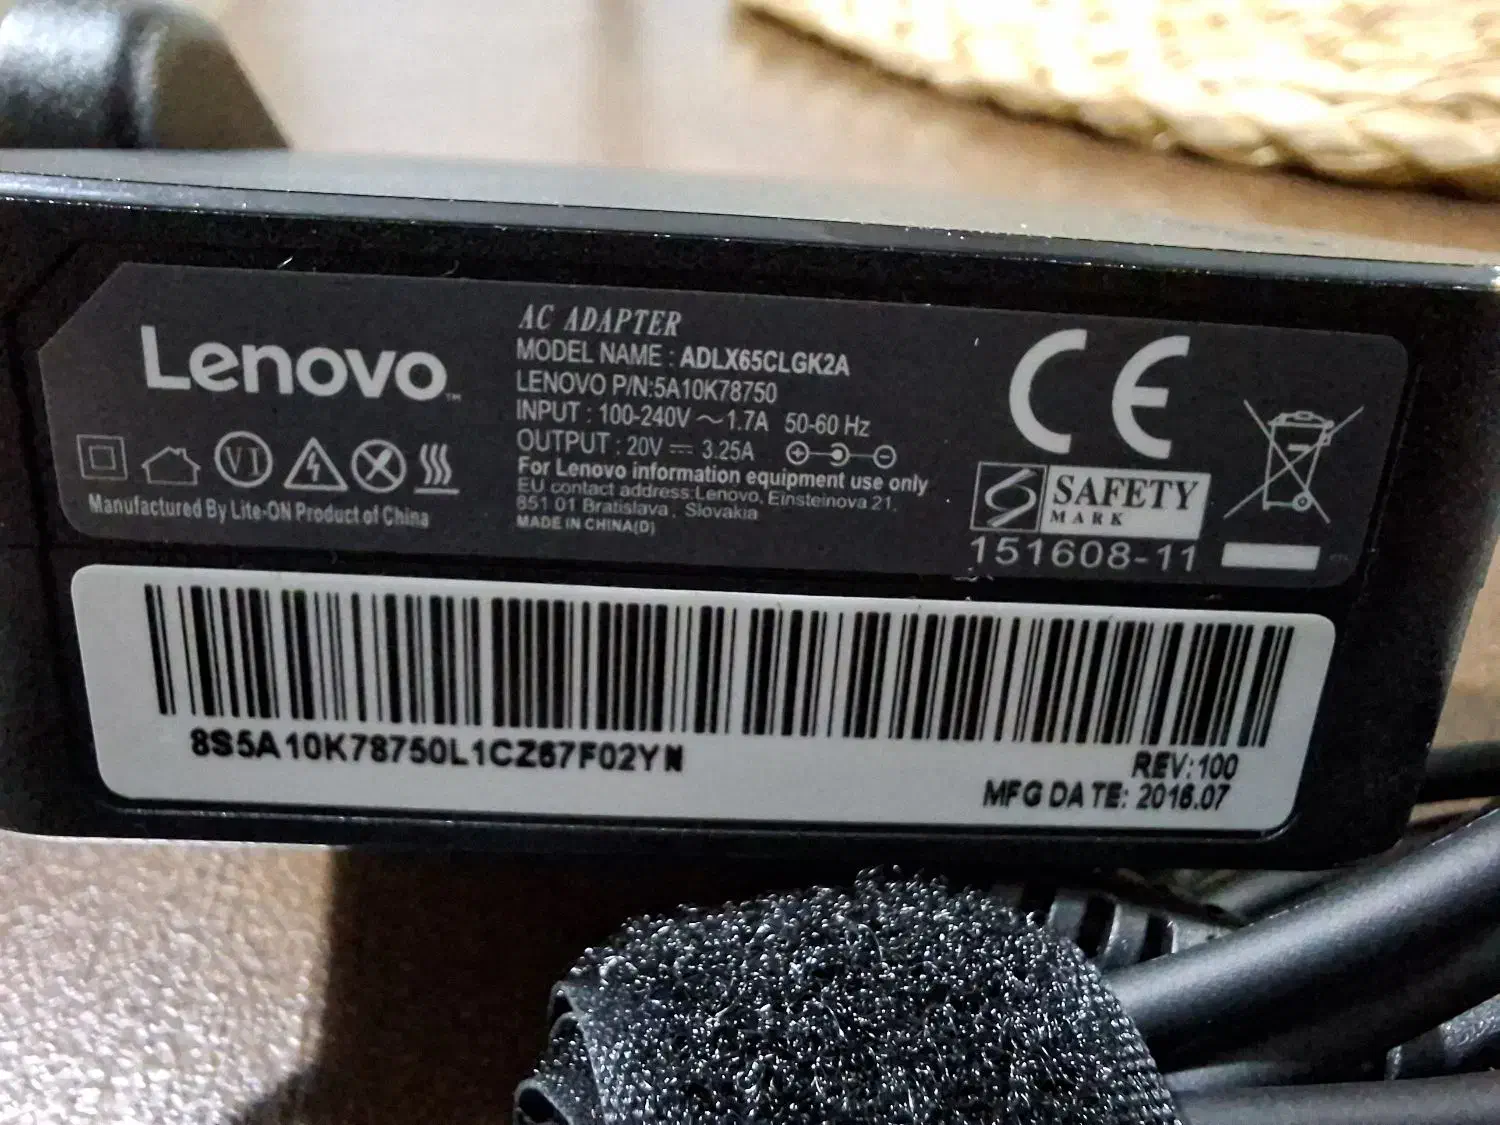 Lenovo™
VI
Manufactured By Lite-ON Product of China
AC ADAPTER
MODEL NAME : ADLX65CLGK2A
LENOVO P/N:5A10K78750
INPUT : 100-240V ～1.7A 50-60 Hz
OUTPUT : 20V ⎓ 3.25A
For Lenovo information equipment use only
EU contact address:Lenovo, Einsteinova 21,
851 01 Bratislava, Slovakia
MADE IN CHINA(D)
CE
SAFETY
MARK
151608-11
8S5A10K78750L1CZ67F02YN
REV:100
MFG DATE: 2016.07